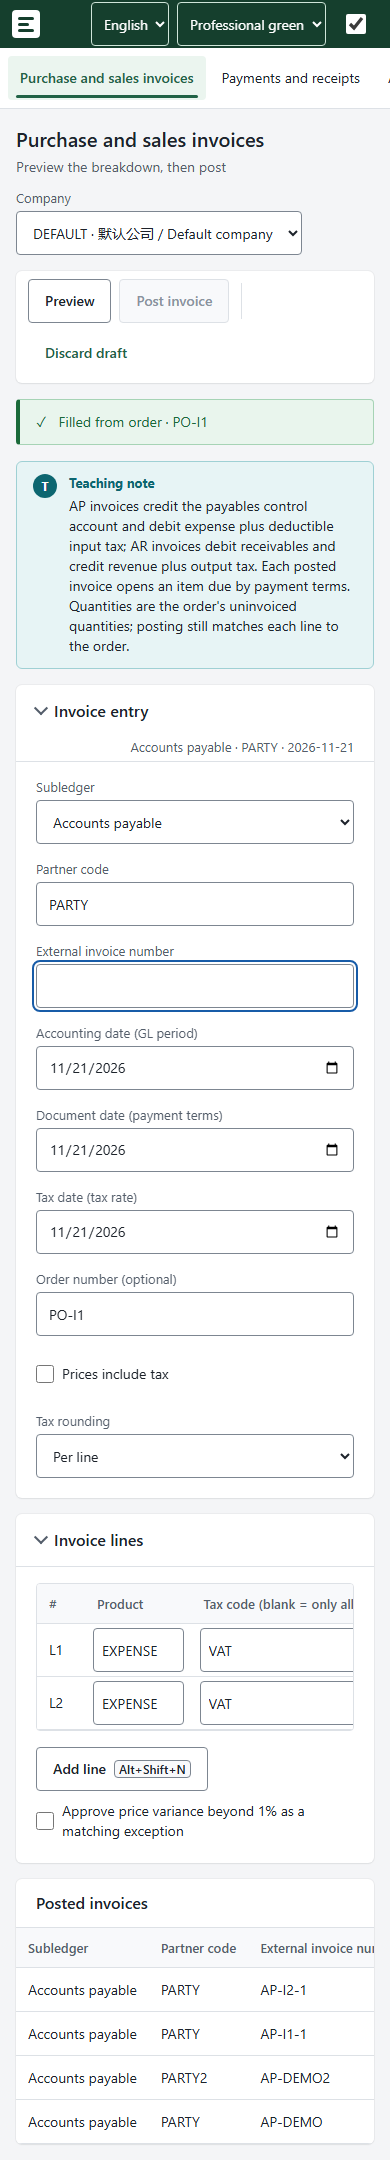 English
Professional green
Purchase and sales invoices
Payments and receipts
Purchase and sales invoices
Preview the breakdown, then post
Company
DEFAULT · 默认公司 / Default company
Preview
Post invoice
Discard draft
✓ Filled from order · PO-I1
T
Teaching note
AP invoices credit the payables control
account and debit expense plus deductible
input tax; AR invoices debit receivables and
credit revenue plus output tax. Each posted
invoice opens an item due by payment terms.
Quantities are the order's uninvoiced
quantities; posting still matches each line to
the order.
Invoice entry
Accounts payable · PARTY · 2026-11-21
Subledger
Accounts payable
Partner code
PARTY
External invoice number
Accounting date (GL period)
11/21/2026
Document date (payment terms)
11/21/2026
Tax date (tax rate)
11/21/2026
Order number (optional)
PO-I1
Prices include tax
Tax rounding
Per line
Invoice lines
# Product Tax code (blank = only all
L1 EXPENSE VAT
L2 EXPENSE VAT
Add line Alt+Shift+N
Approve price variance beyond 1% as a
matching exception
Posted invoices
Subledger Partner code External invoice nu
Accounts payable PARTY AP-I2-1
Accounts payable PARTY AP-I1-1
Accounts payable PARTY2 AP-DEMO2
Accounts payable PARTY AP-DEMO